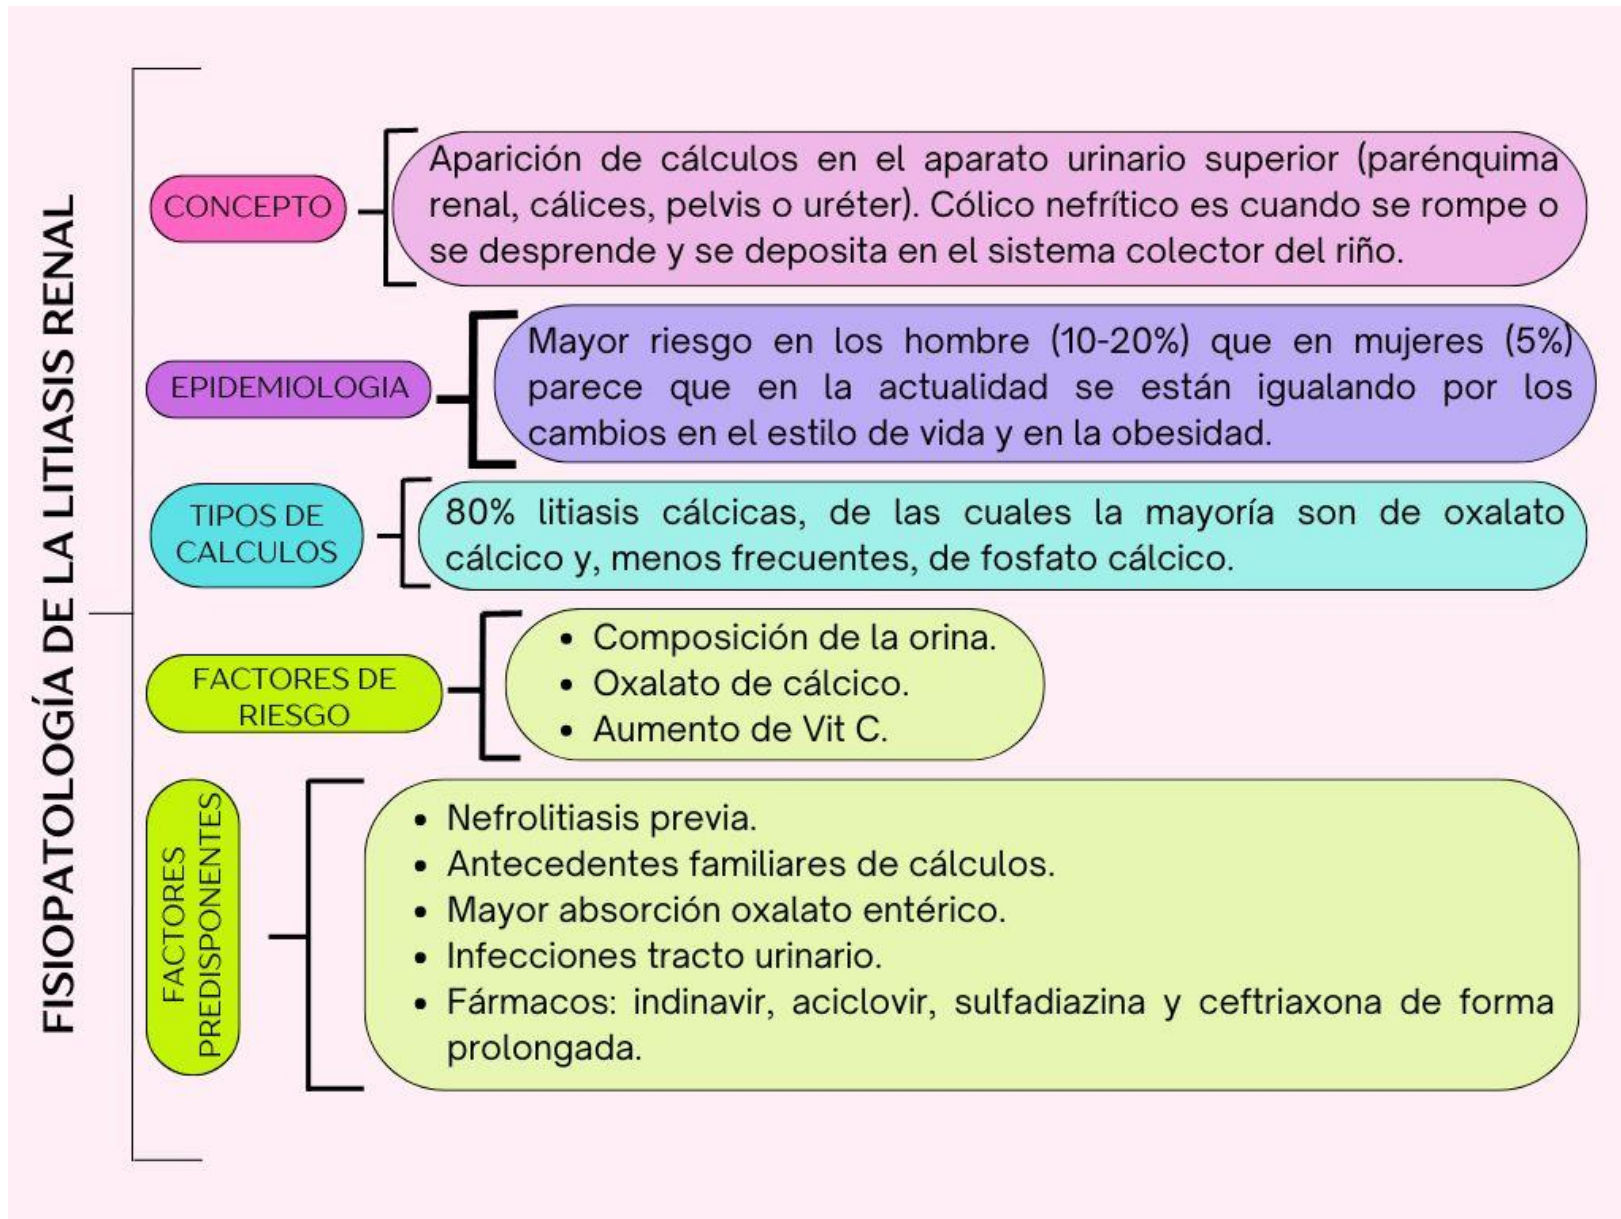 FISIOPATOLOGÍA DE LA LITIASIS RENAL
CONCEPTO
Aparición de cálculos en el aparato urinario superior (parénquima
renal, cálices, pelvis o uréter). Cólico nefrítico es cuando se rompe o
se desprende y se deposita en el sistema colector del riño.
EPIDEMIOLOGIA
Mayor riesgo en los hombre (10-20%) que en mujeres (5%)
parece que en la actualidad se están igualando por los
cambios en el estilo de vida y en la obesidad.
TIPOS DE
CALCULOS
80% litiasis cálcicas, de las cuales la mayoría son de oxalato
cálcico y, menos frecuentes, de fosfato cálcico.
FACTORES DE
RIESGO
• Composición de la orina.
• Oxalato de cálcico.
• Aumento de Vit C.
FACTORES
PREDISPONENTES
• Nefrolitiasis previa.
• Antecedentes familiares de cálculos.
• Mayor absorción oxalato entérico.
• Infecciones tracto urinario.
• Fármacos: indinavir, aciclovir, sulfadiazina y ceftriaxona de forma
prolongada.